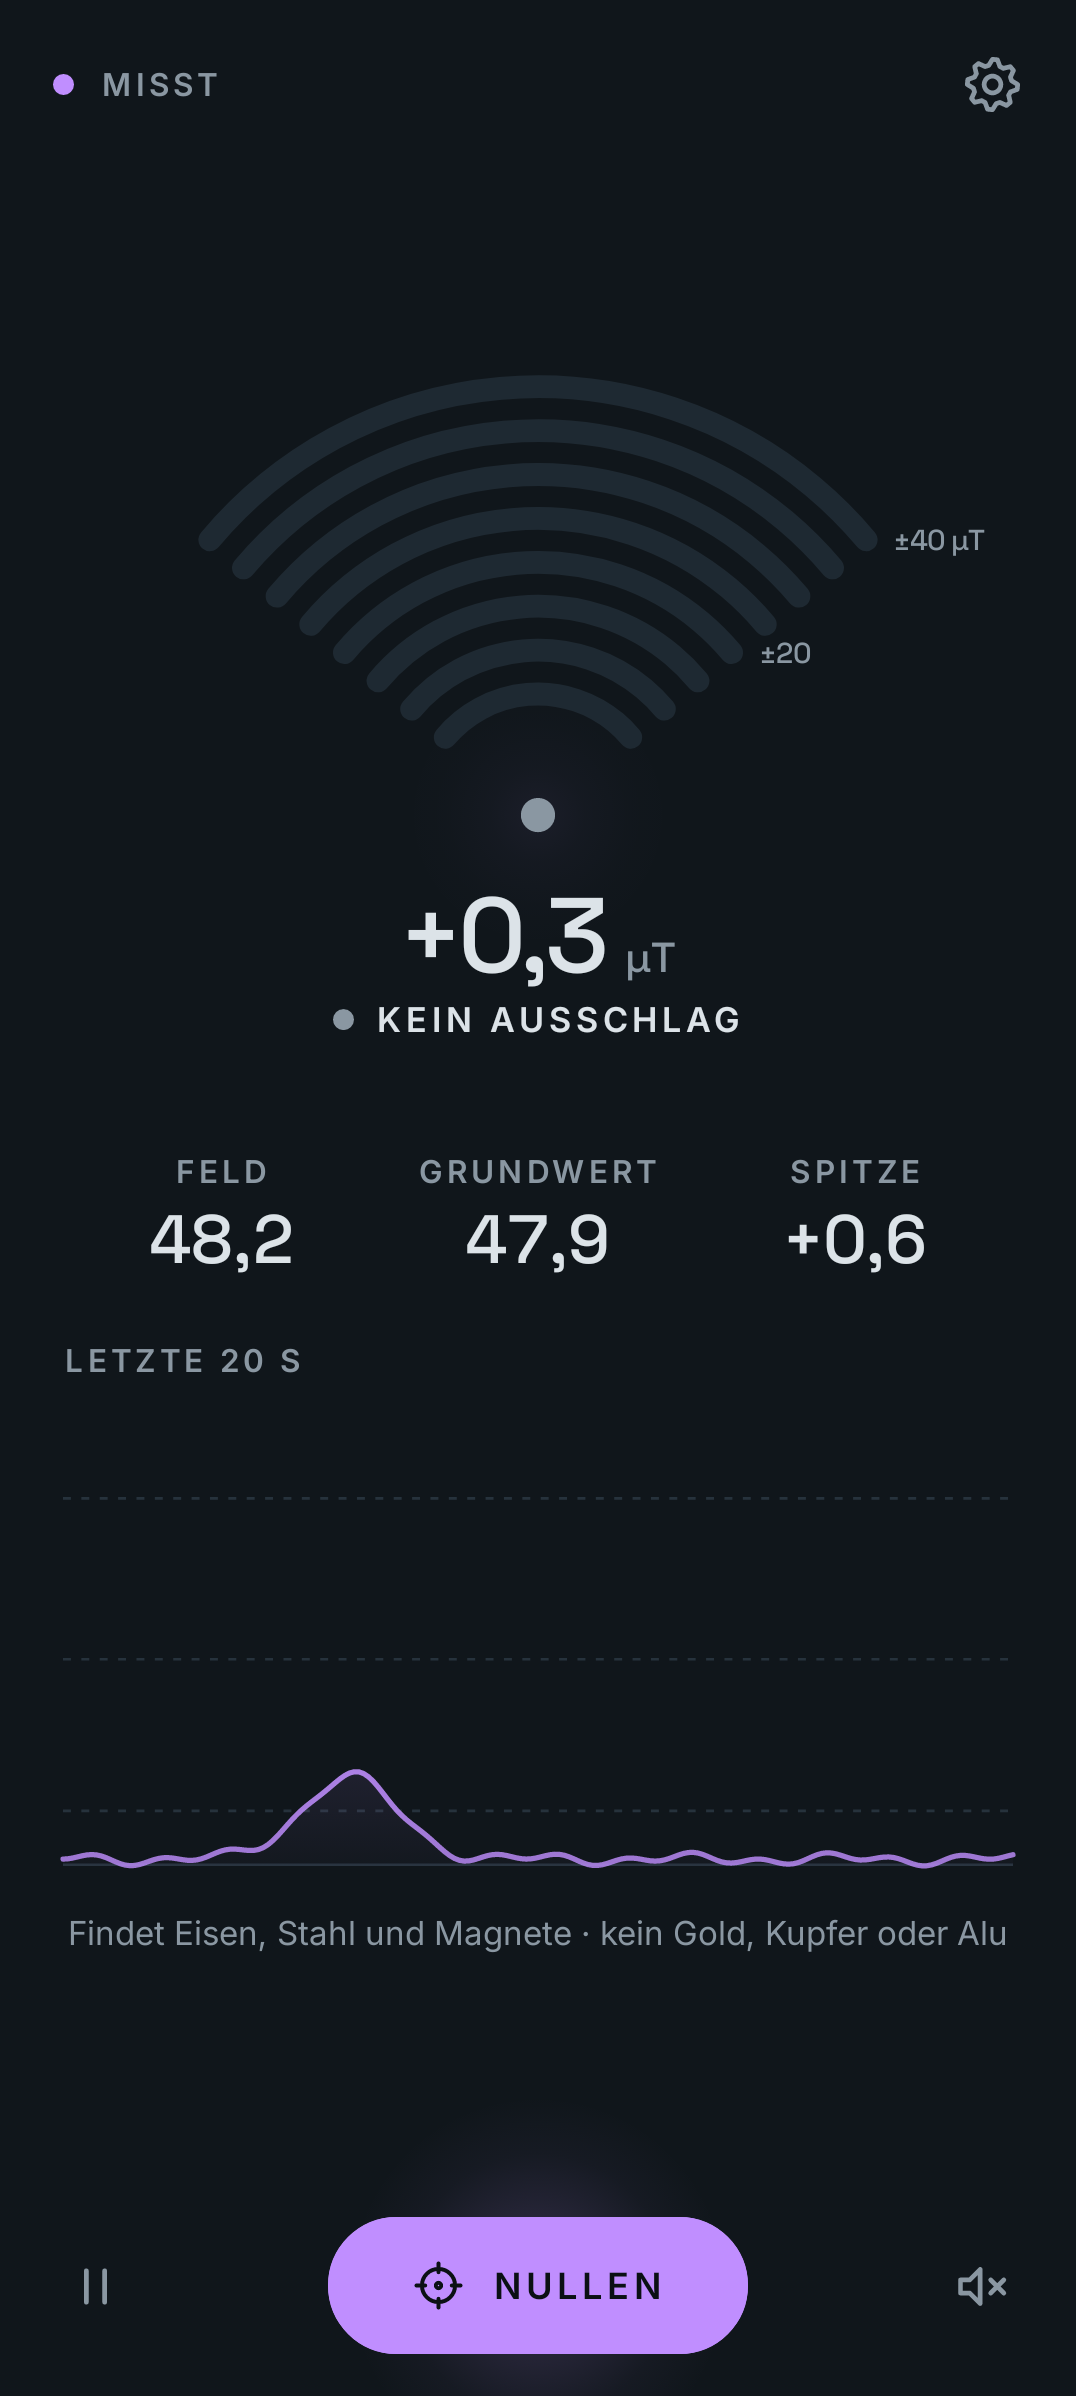 MISST
±40 µT
±20
+0,3 µT
KEIN AUSSCHLAG
FELD GRUNDWERT SPITZE
48,2 47,9 +0,6
LETZTE 20 S
Findet Eisen, Stahl und Magnete · kein Gold, Kupfer oder Alu
NULLEN